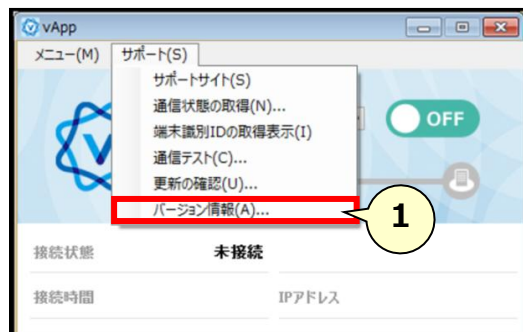 vApp
メニュー(M) サポート(S)
サポートサイト(S)
通信状態の取得(N)...
端末識別IDの取得表示(I)
通信テスト(C)...
更新の確認(U)...
バージョン情報(A)...
OFF
1
接続状態 未接続
接続時間 IPアドレス